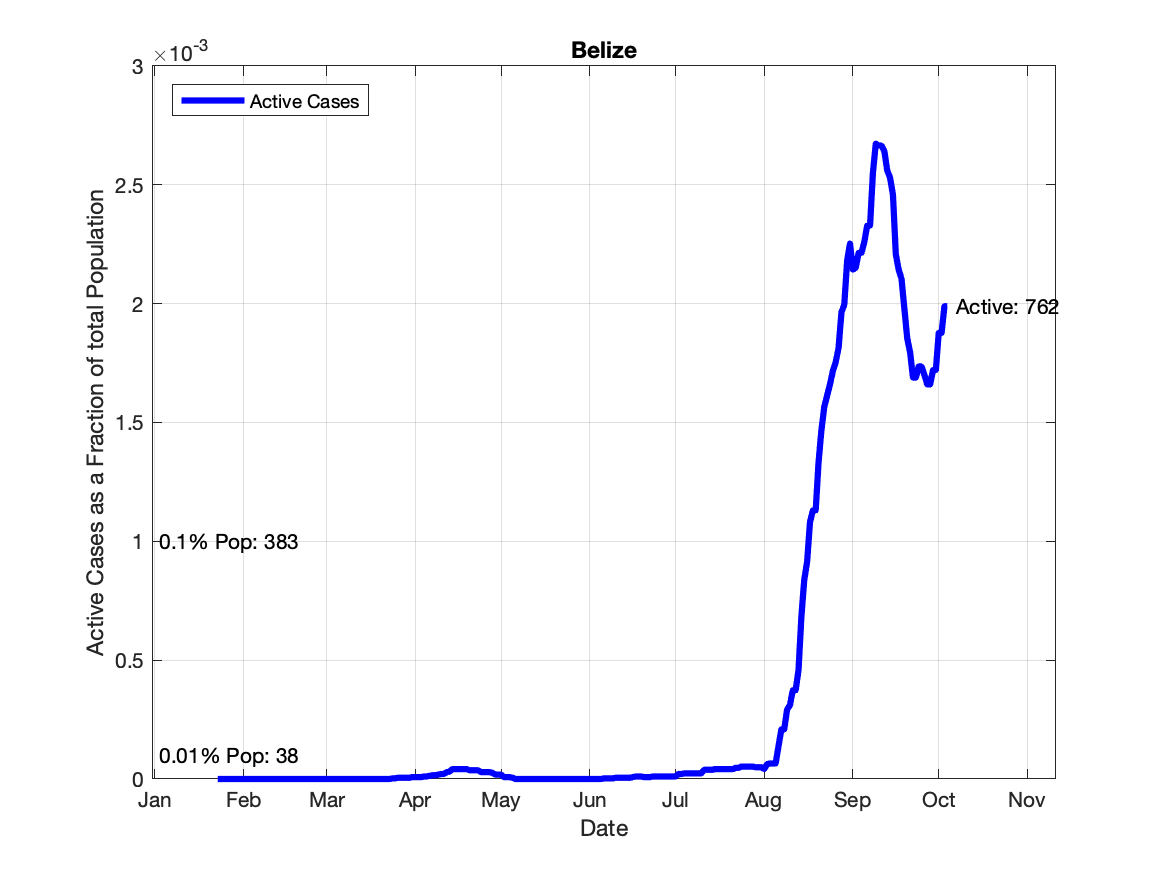 Belize
×10-3
Active Cases
3
2.5
2
1.5
1
0.5
0
Active Cases as a Fraction of total Population
Active: 762
0.1% Pop: 383
0.01% Pop: 38
Jan Feb Mar Apr May Jun Jul Aug Sep Oct Nov
Date